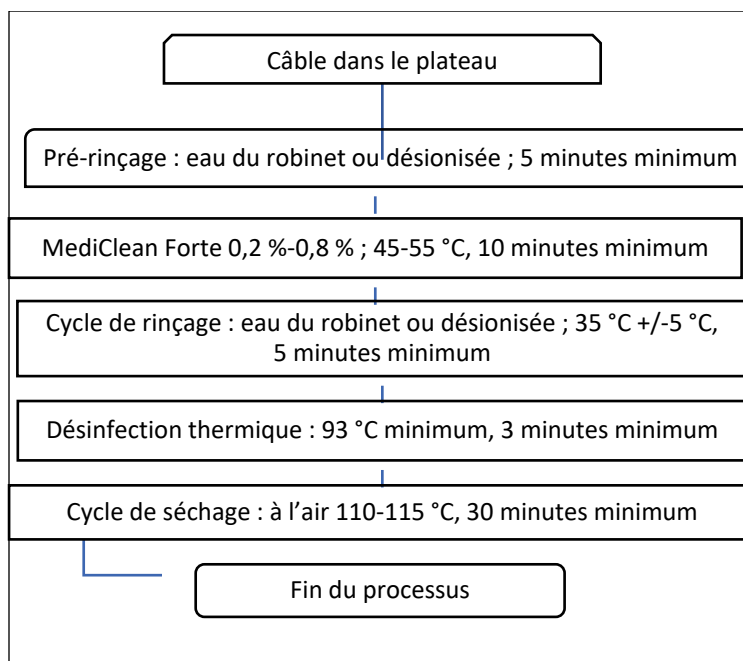 Câble dans le plateau
Pré-rinçage : eau du robinet ou désionisée ; 5 minutes minimum
MediClean Forte 0,2 %-0,8 % ; 45-55 °C, 10 minutes minimum
Cycle de rinçage : eau du robinet ou désionisée ; 35 °C +/-5 °C,
5 minutes minimum
Désinfection thermique : 93 °C minimum, 3 minutes minimum
Cycle de séchage : à l’air 110-115 °C, 30 minutes minimum
Fin du processus